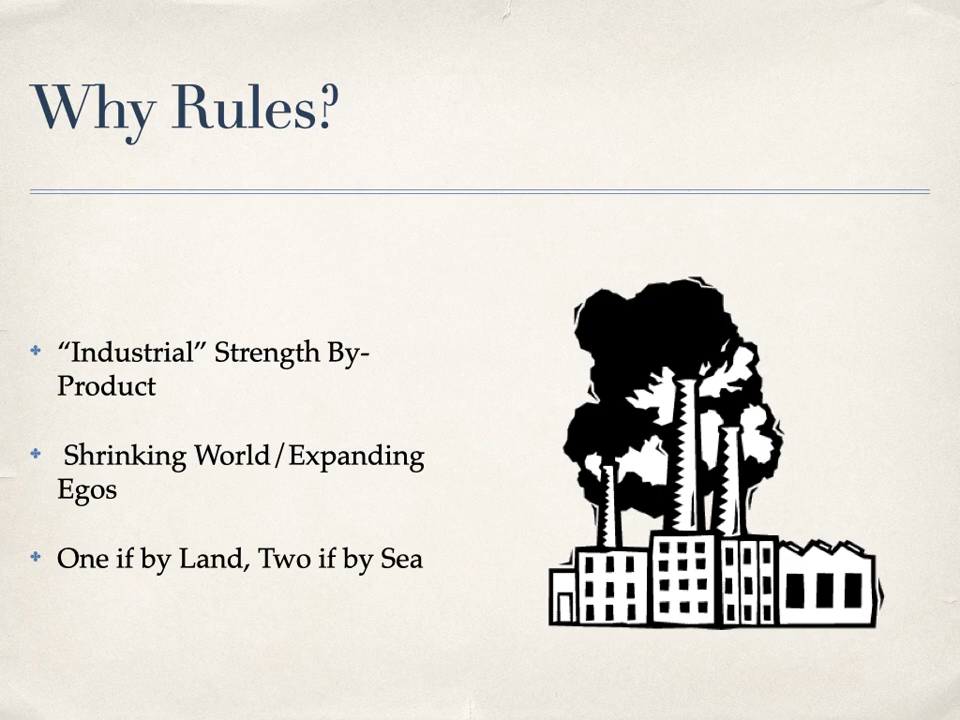 Why Rules?
“Industrial” Strength By-
Product
Shrinking World/Expanding
Egos
One if by Land, Two if by Sea